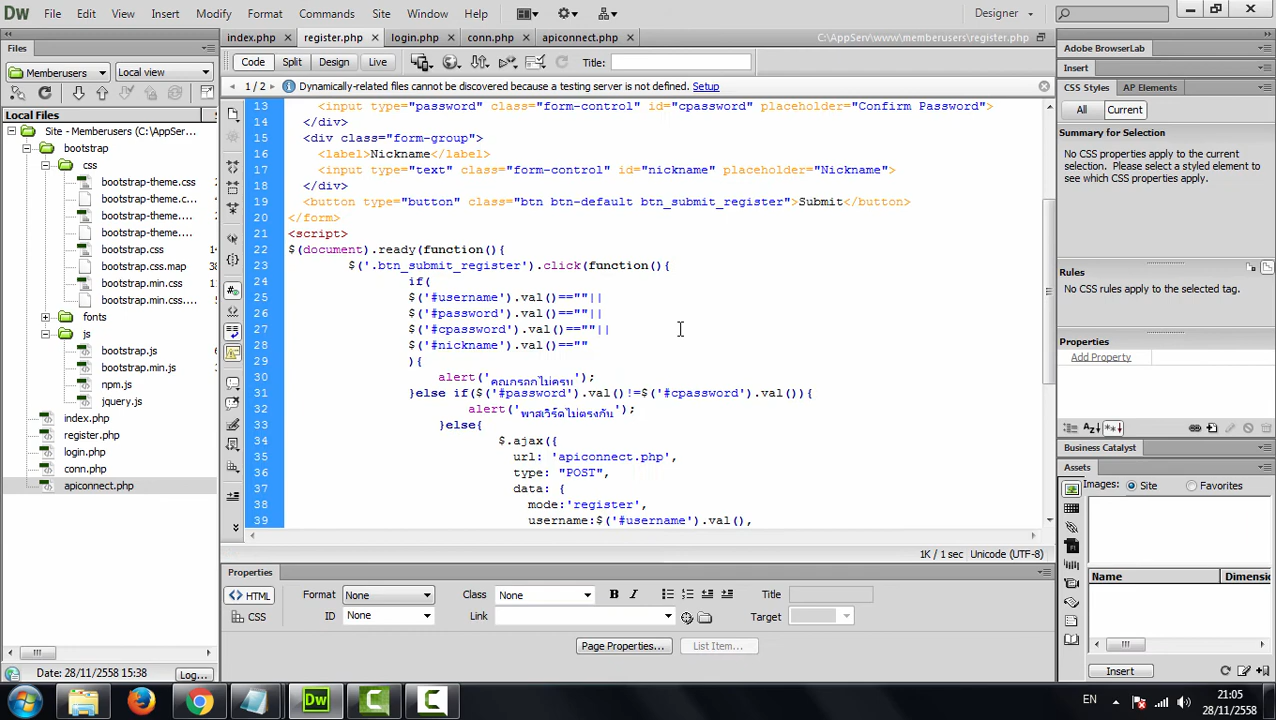 Dw File Edit View Insert Modify Format Commands Site Window Help Designer
index.php × register.php × login.php × conn.php × apiconnect.php × C:\AppServ\www\memberusers\register.php
Files
Memberusers Local view
Local Files
Site - Memberusers (C:\AppSer...
bootstrap
css
bootstrap-theme.css 2
bootstrap-theme.c... 2
bootstrap-theme.... 2
bootstrap.css 14
bootstrap.css.map 38
bootstrap.min.css 11
bootstrap.min.css....
fonts
js
bootstrap.js
bootstrap.min.js
npm.js
jquery.js
index.php
register.php
login.php
conn.php
apiconnect.php
Date: 28/11/2558 15:38 Log...
Code Split Design Live Title:
1 / 2 Dynamically-related files cannot be discovered because a testing server is not defined. Setup
13 <input type="password" class="form-control" id="cpassword" placeholder="Confirm Password">
14 </div>
15 <div class="form-group">
16 <label>Nickname</label>
17 <input type="text" class="form-control" id="nickname" placeholder="Nickname">
18 </div>
19 <button type="button" class="btn btn-default btn_submit_register">Submit</button>
20 </form>
21 <script>
22 $(document).ready(function(){
23 $('.btn_submit_register').click(function(){
24 if(
25 $('#username').val()==""||
26 $('#password').val()==""||
27 $('#cpassword').val()==""||
28 $('#nickname').val()==""
29 ){
30 alert('คุณกรอกไม่ครบ');
31 }else if($('#password').val()!=$('#cpassword').val()){
32 alert('พาสเวิร์ดไม่ตรงกัน');
33 }else{
34 $.ajax({
35 url: 'apiconnect.php',
36 type: "POST",
37 data: {
38 mode:'register',
39 username:$('#username').val(),
1K / 1 sec Unicode (UTF-8)
Properties
HTML Format None Class None B I Title
CSS ID None Link Target
Page Properties... List Item...
Adobe BrowserLab
Insert
CSS Styles AP Elements
All Current
Summary for Selection
No CSS properties apply to the current
selection. Please select a styled element
to see which CSS properties apply.
Rules
No CSS rules apply to the selected tag.
Properties
Add Property
Az↓ **↓
Business Catalyst
Assets
Images: Site Favorites
Name Dimensio
Insert
Dw EN 21:05
28/11/2558